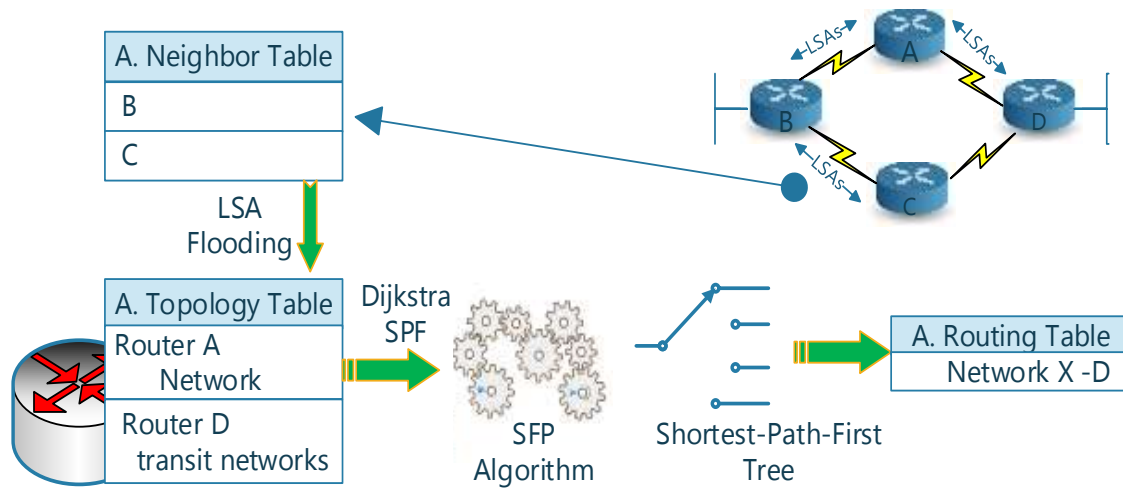 A. Neighbor Table
B
C
LSA
Flooding
LSAs
A
LSAs
B
D
LSAs
C
A. Topology Table
Router A
Network
Router D
transit networks
Dijkstra
SPF
SFP
Algorithm
Shortest-Path-First
Tree
A. Routing Table
Network X -D